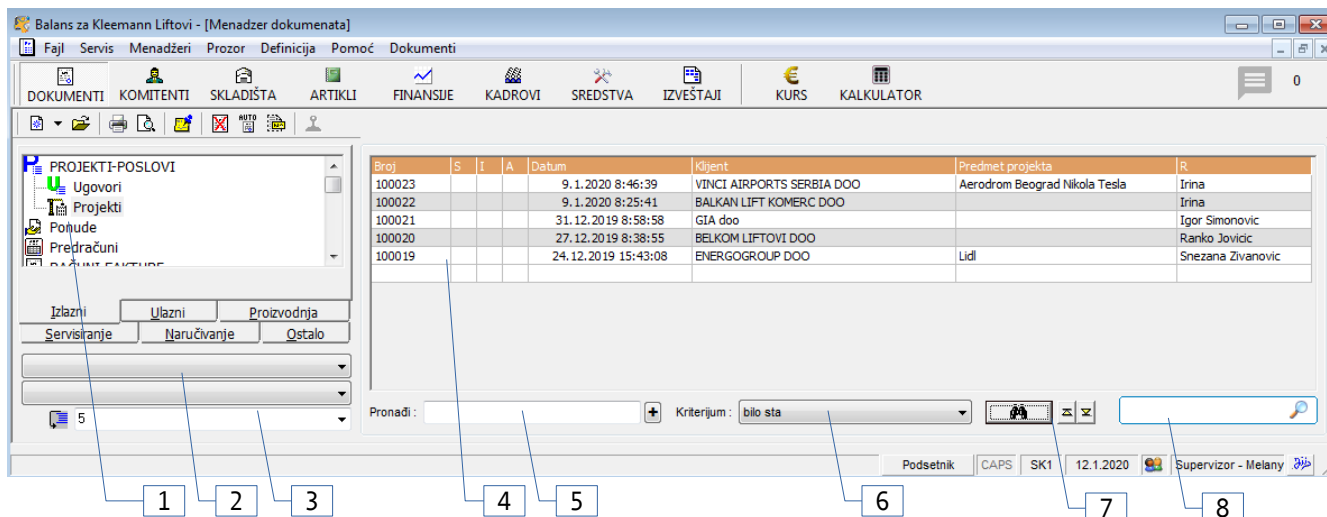 Balans za Kleemann Liftovi - [Menadzer dokumenata]
Fajl Servis Menadžeri Prozor Definicija Pomoć Dokumenti
DOKUMENTI KOMITENTI SKLADIŠTA ARTIKLI FINANSIJE KADROVI SREDSTVA IZVEŠTAJI KURS KALKULATOR 0
AUTO
PROJEKTI-POSLOVI
Ugovori
Projekti
Ponude
Predračuni
RAČUNI-FAKTURE
Izlazni Ulazni Proizvodnja
Servisiranje Naručivanje Ostalo
5
Broj S I A Datum Klijent Predmet projekta R
100023 9.1.2020 8:46:39 VINCI AIRPORTS SERBIA DOO Aerodrom Beograd Nikola Tesla Irina
100022 9.1.2020 8:25:41 BALKAN LIFT KOMERC DOO Irina
100021 31.12.2019 8:58:58 GIA doo Igor Simonovic
100020 27.12.2019 8:38:55 BELKOM LIFTOVI DOO Ranko Jovicic
100019 24.12.2019 15:43:08 ENERGOGROUP DOO Lidl Snezana Zivanovic
Pronađi : Kriterijum : bilo sta
Podsetnik CAPS SK1 12.1.2020 Supervizor - Melany
1 2 3 4 5 6 7 8